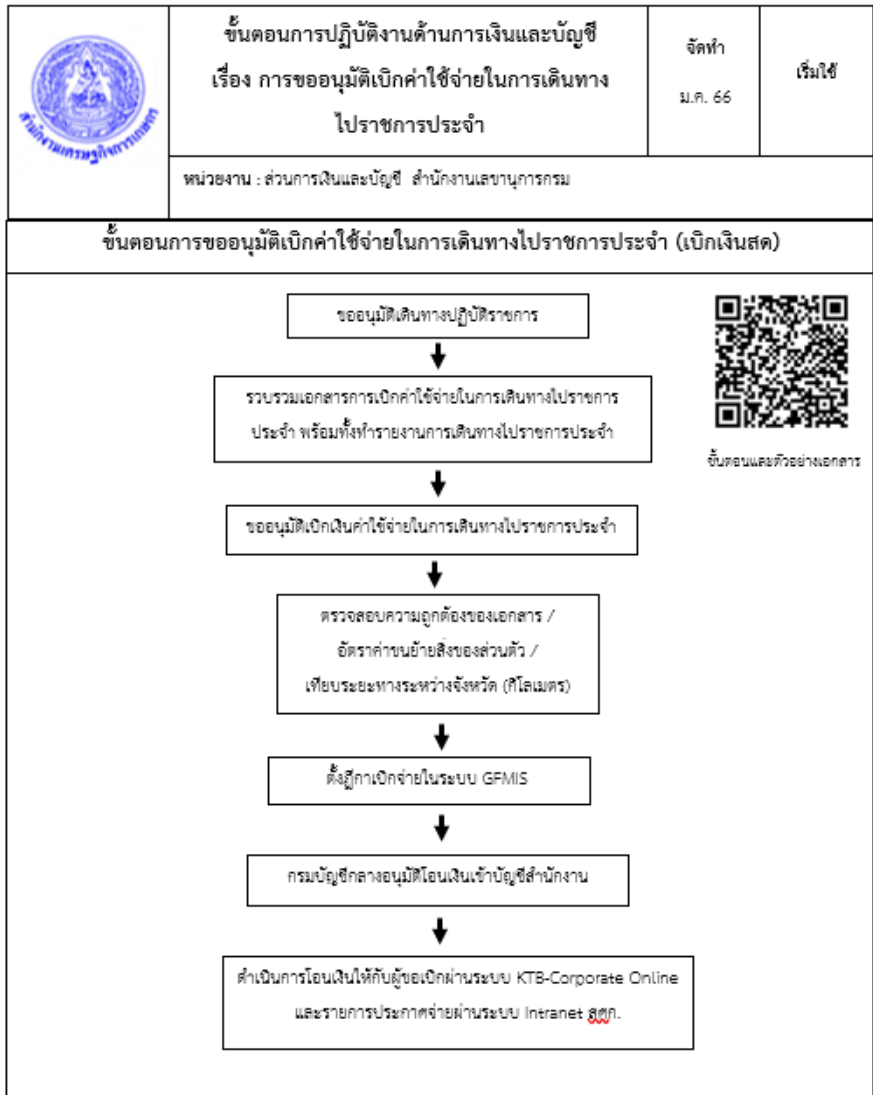 สำนักงานเศรษฐกิจการเกษตร
ขั้นตอนการปฏิบัติงานด้านการเงินและบัญชี
เรื่อง การขออนุมัติเบิกค่าใช้จ่ายในการเดินทาง
ไปราชการประจำ
จัดทำ
ม.ค. 66
เริ่มใช้
หน่วยงาน : ส่วนการเงินและบัญชี สำนักงานเลขานุการกรม
ขั้นตอนการขออนุมัติเบิกค่าใช้จ่ายในการเดินทางไปราชการประจำ (เบิกเงินสด)
ขออนุมัติเดินทางปฏิบัติราชการ
รวบรวมเอกสารการเบิกค่าใช้จ่ายในการเดินทางไปราชการ
ประจำ พร้อมทั้งทำรายงานการเดินทางไปราชการประจำ
ขั้นตอนและตัวอย่างเอกสาร
ขออนุมัติเบิกเงินค่าใช้จ่ายในการเดินทางไปราชการประจำ
ตรวจสอบความถูกต้องของเอกสาร /
อัตราค่าขนย้ายสิ่งของส่วนตัว /
เทียบระยะทางระหว่างจังหวัด (กิโลเมตร)
ตั้งฎีกาเบิกจ่ายในระบบ GFMIS
กรมบัญชีกลางอนุมัติโอนเงินเข้าบัญชีสำนักงาน
ดำเนินการโอนเงินให้กับผู้ขอเบิกผ่านระบบ KTB-Corporate Online
และรายการประกาศจ่ายผ่านระบบ Intranet สศก.